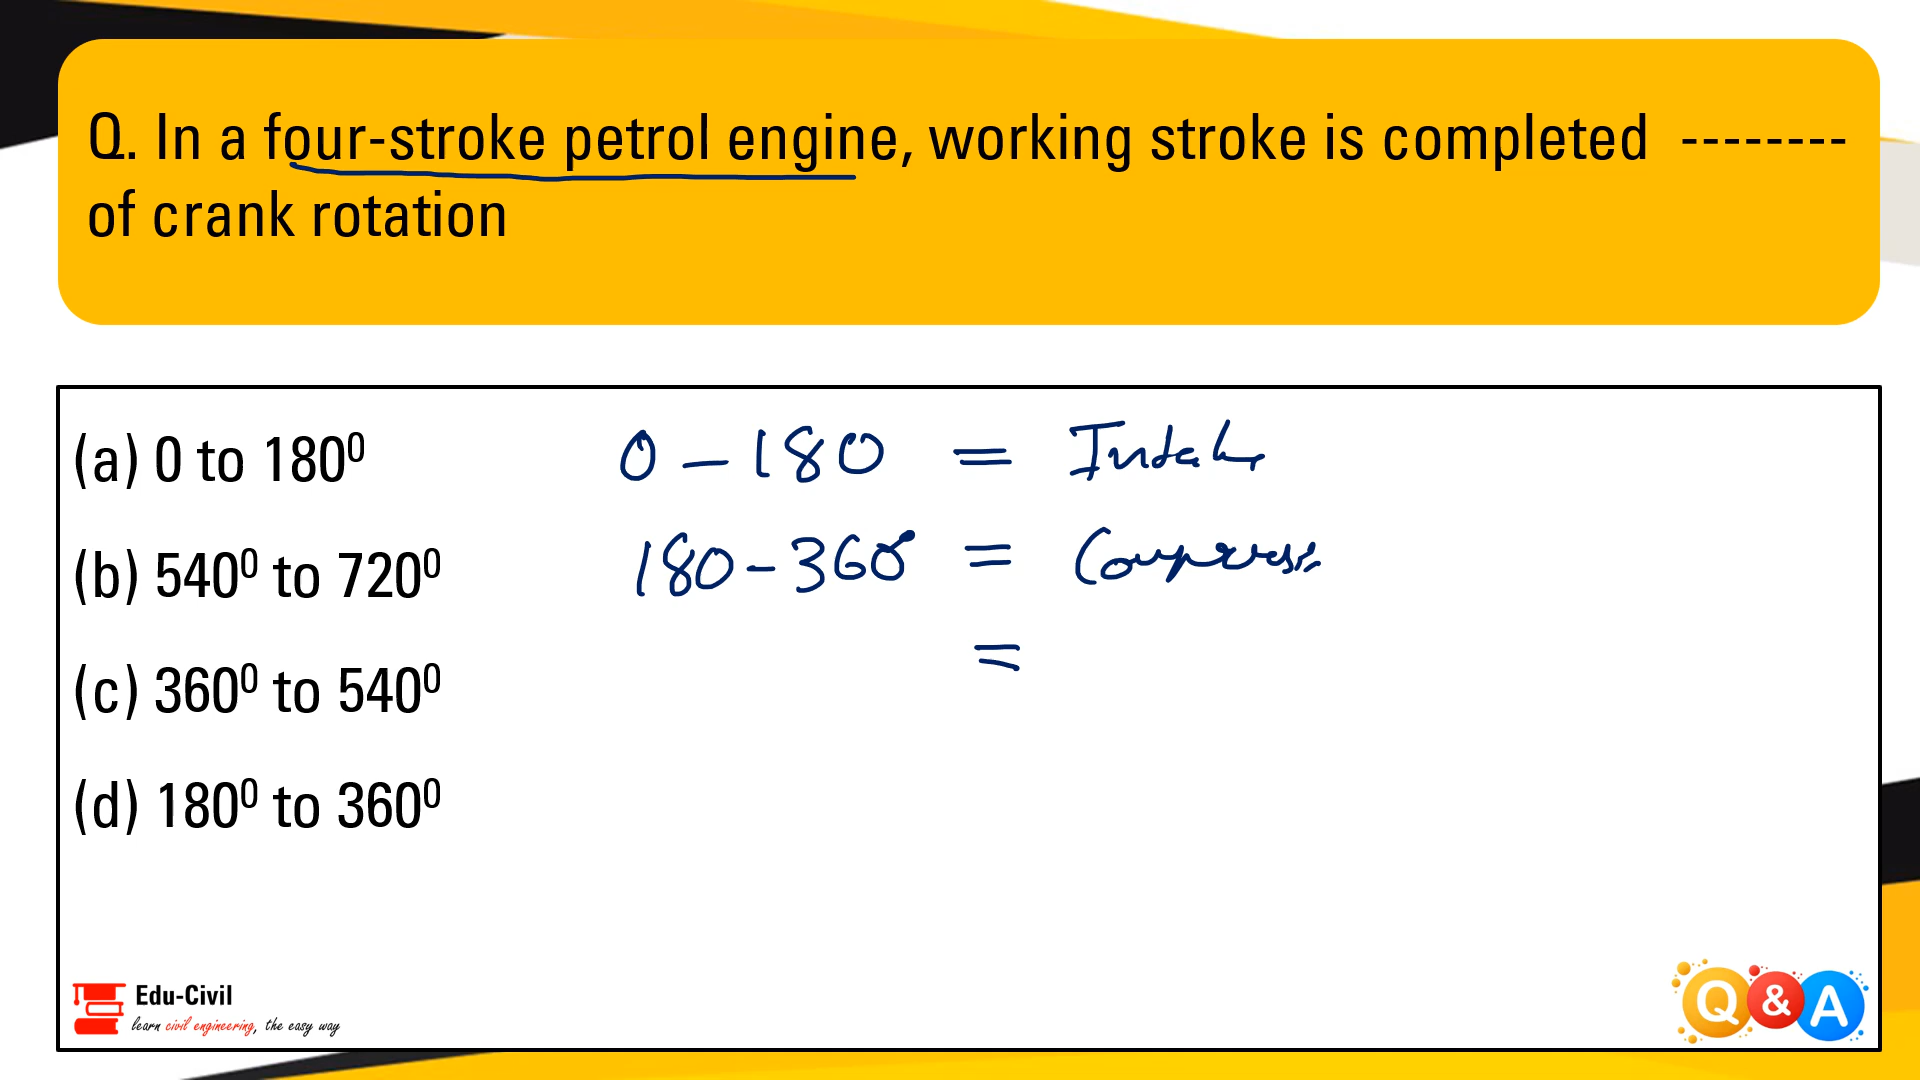 Q. In a four-stroke petrol engine, working stroke is completed --------
of crank rotation
(a) 0 to 180⁰
0 – 180 = Intake
(b) 540⁰ to 720⁰
180 – 360° =
=
(c) 360⁰ to 540⁰
(d) 180⁰ to 360⁰
Edu-Civil
learn civil engineering, the easy way
Q & A